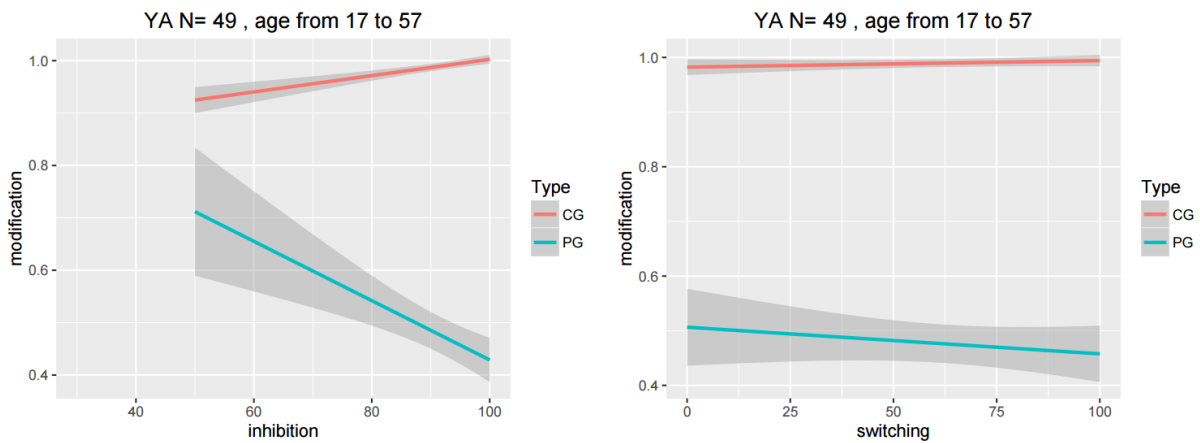 YA N= 49 , age from 17 to 57
1.0
0.8
0.6
0.4
modification
40
60
80
100
inhibition
Type
CG
PG
YA N= 49 , age from 17 to 57
1.0
0.8
0.6
0.4
modification
0
25
50
75
100
switching
Type
CG
PG